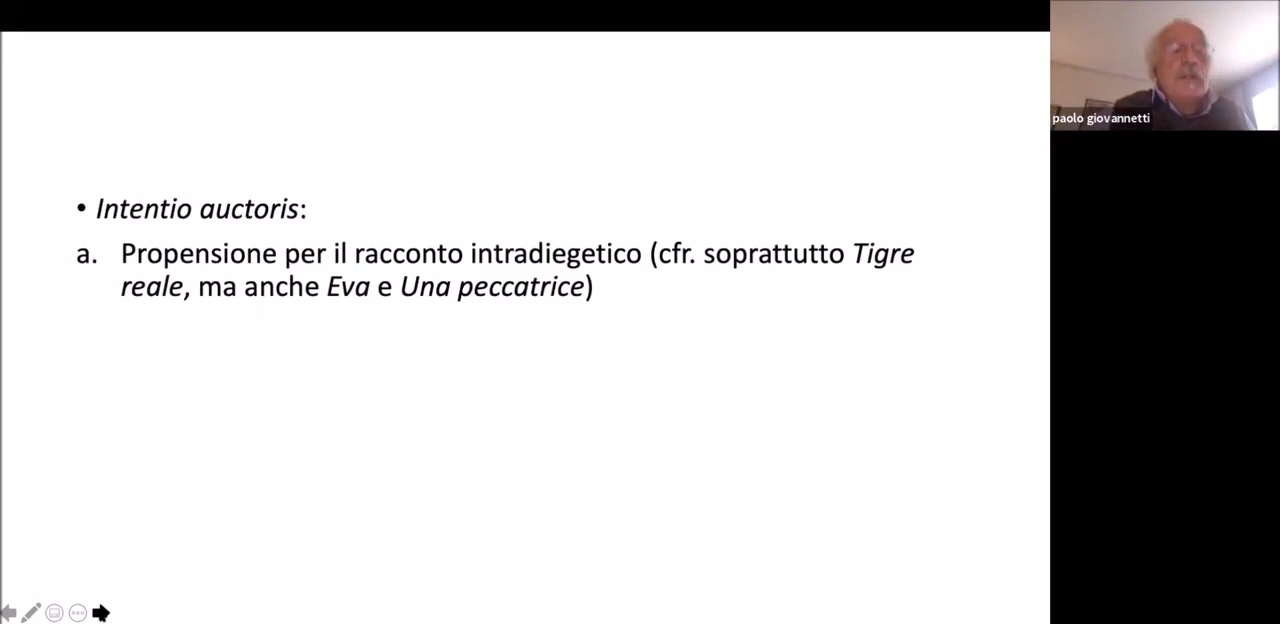 • Intentio auctoris:
a. Propensione per il racconto intradiegetico (cfr. soprattutto Tigre
reale, ma anche Eva e Una peccatrice)
paolo giovannetti